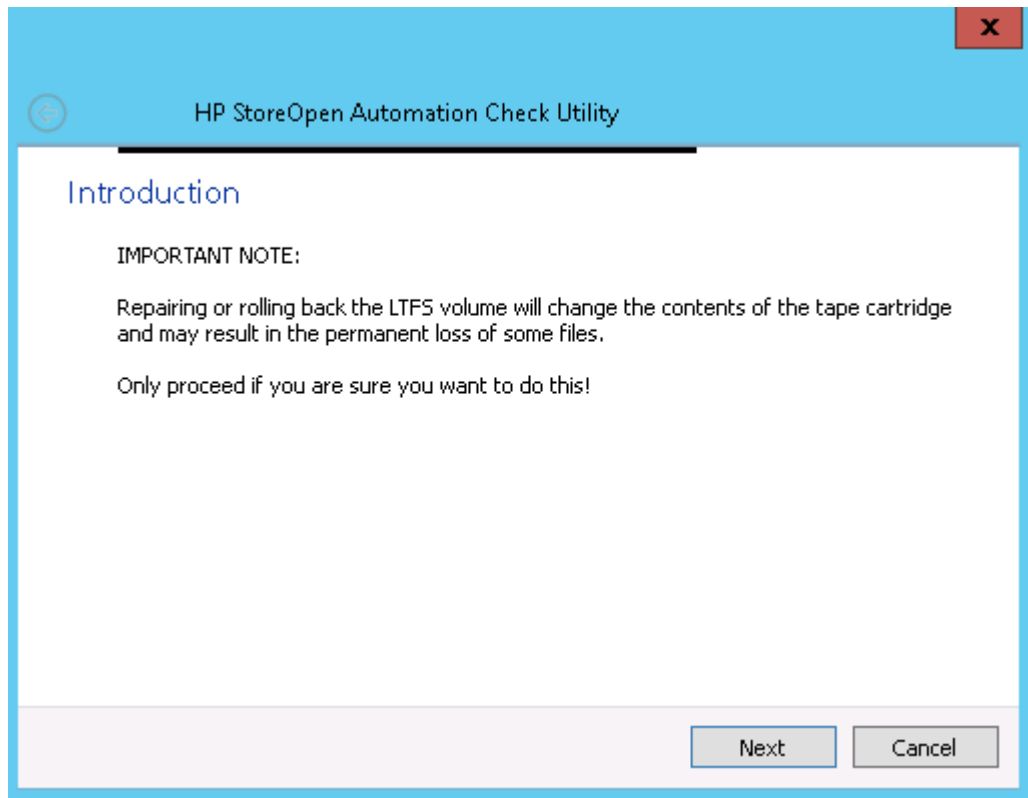 x
HP StoreOpen Automation Check Utility
Introduction
IMPORTANT NOTE:
Repairing or rolling back the LTFS volume will change the contents of the tape cartridge
and may result in the permanent loss of some files.
Only proceed if you are sure you want to do this!
Next Cancel